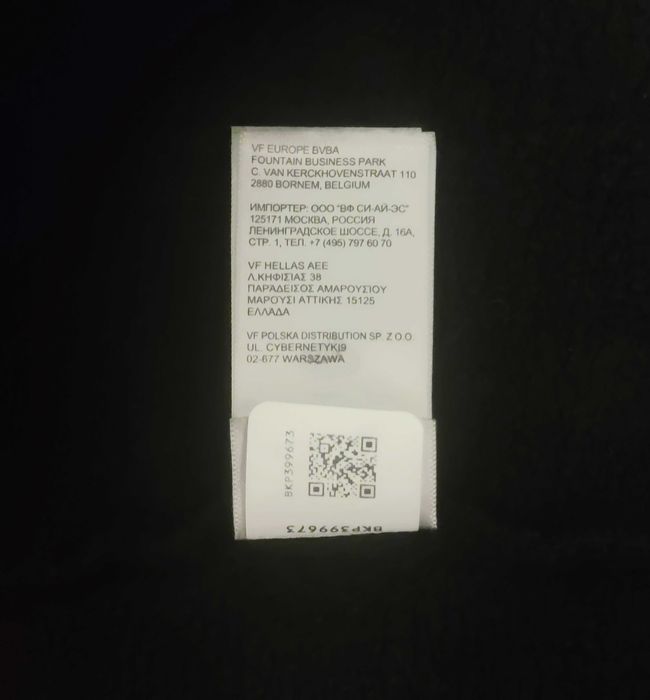 VF EUROPE BVBA
FOUNTAIN BUSINESS PARK
C. VAN KERCKHOVENSTRAAT 110
2880 BORNEM, BELGIUM
ИМПОРТЕР: ООО "ВФ СИ-АЙ-ЭС"
125171 МОСКВА, РОССИЯ
ЛЕНИНГРАДСКОЕ ШОССЕ, Д. 16А,
СТР. 1, ТЕЛ. +7 (495) 797 60 70
VF HELLAS AEE
Λ.ΚΗΦΙΣΙΑΣ 38
ΠΑΡΑΔΕΙΣΟΣ ΑΜΑΡΟΥΣΙΟΥ
ΜΑΡΟΥΣΙ ΑΤΤΙΚΗΣ 15125
ΕΛΛΑΔΑ
VF POLSKA DISTRIBUTION SP. Z O.O.
UL. CYBERNETYKI9
02-677 WARSZAWA
BKP399673
BKP399673